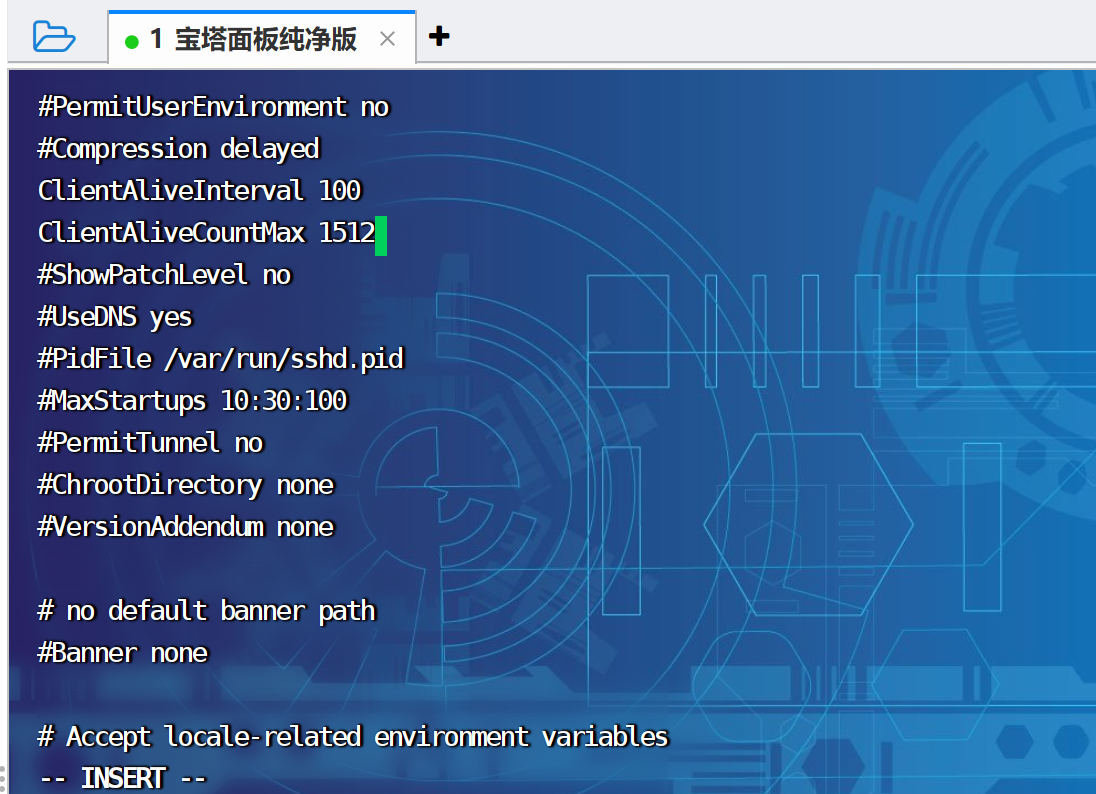 1 宝塔面板纯净版
#PermitUserEnvironment no
#Compression delayed
ClientAliveInterval 100
ClientAliveCountMax 1512
#ShowPatchLevel no
#UseDNS yes
#PidFile /var/run/sshd.pid
#MaxStartups 10:30:100
#PermitTunnel no
#ChrootDirectory none
#VersionAddendum none
# no default banner path
#Banner none
# Accept locale-related environment variables
-- INSERT --